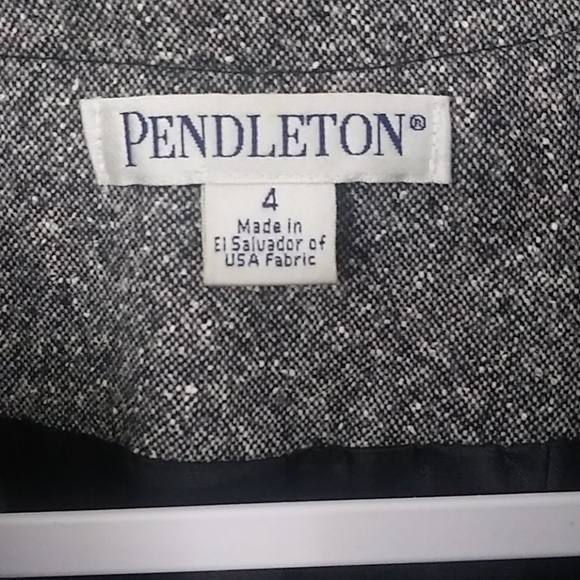 PENDLETON®
4
Made in
El Salvador of
USA Fabric